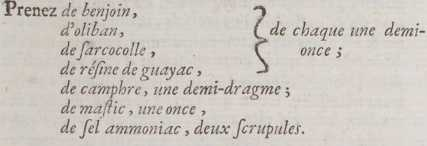 Prenez de benjoin,
d'oliban,
de ſarcocolle,
de réſine de guayac,
de chaque une demi-
once;
de camphre, une demi-dragme;
de maſtic, une once,
de ſel ammoniac, deux ſcrupules.